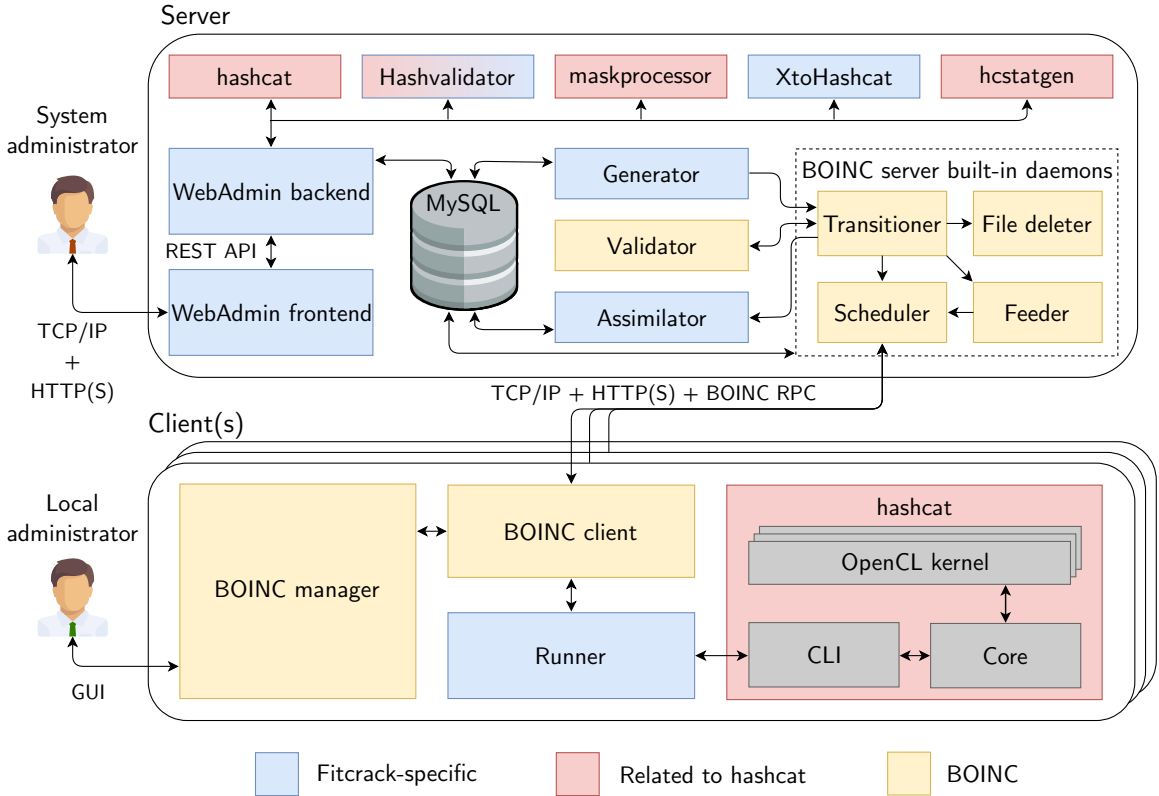 Server
hashcat
Hashvalidator
maskprocessor
XtoHashcat
hcstatgen
System
administrator
WebAdmin backend
MySQL
Generator
BOINC server built-in daemons
Transitioner
File deleter
Validator
REST API
WebAdmin frontend
Assimilator
Scheduler
Feeder
TCP/IP
+
HTTP(S)
TCP/IP + HTTP(S) + BOINC RPC
Client(s)
Local
administrator
BOINC manager
BOINC client
hashcat
OpenCL kernel
Runner
CLI
Core
GUI
Fitcrack-specific
Related to hashcat
BOINC